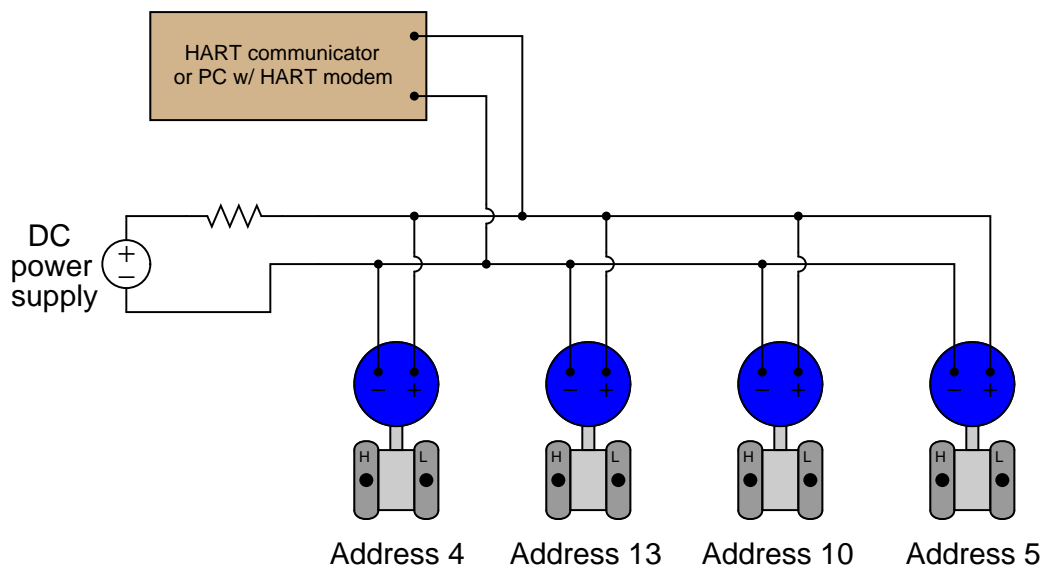 HART communicator
or PC w/ HART modem
DC
power
supply
+
−
− +
− +
− +
− +
H L
H L
H L
H L
Address 4
Address 13
Address 10
Address 5